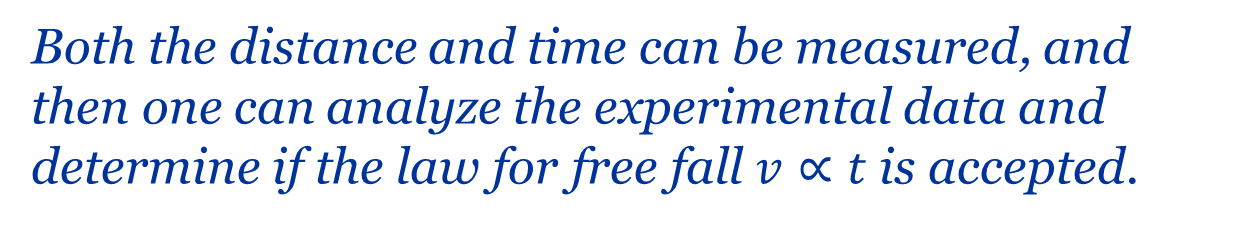 Both the distance and time can be measured, and
then one can analyze the experimental data and
determine if the law for free fall v ∝ t is accepted.